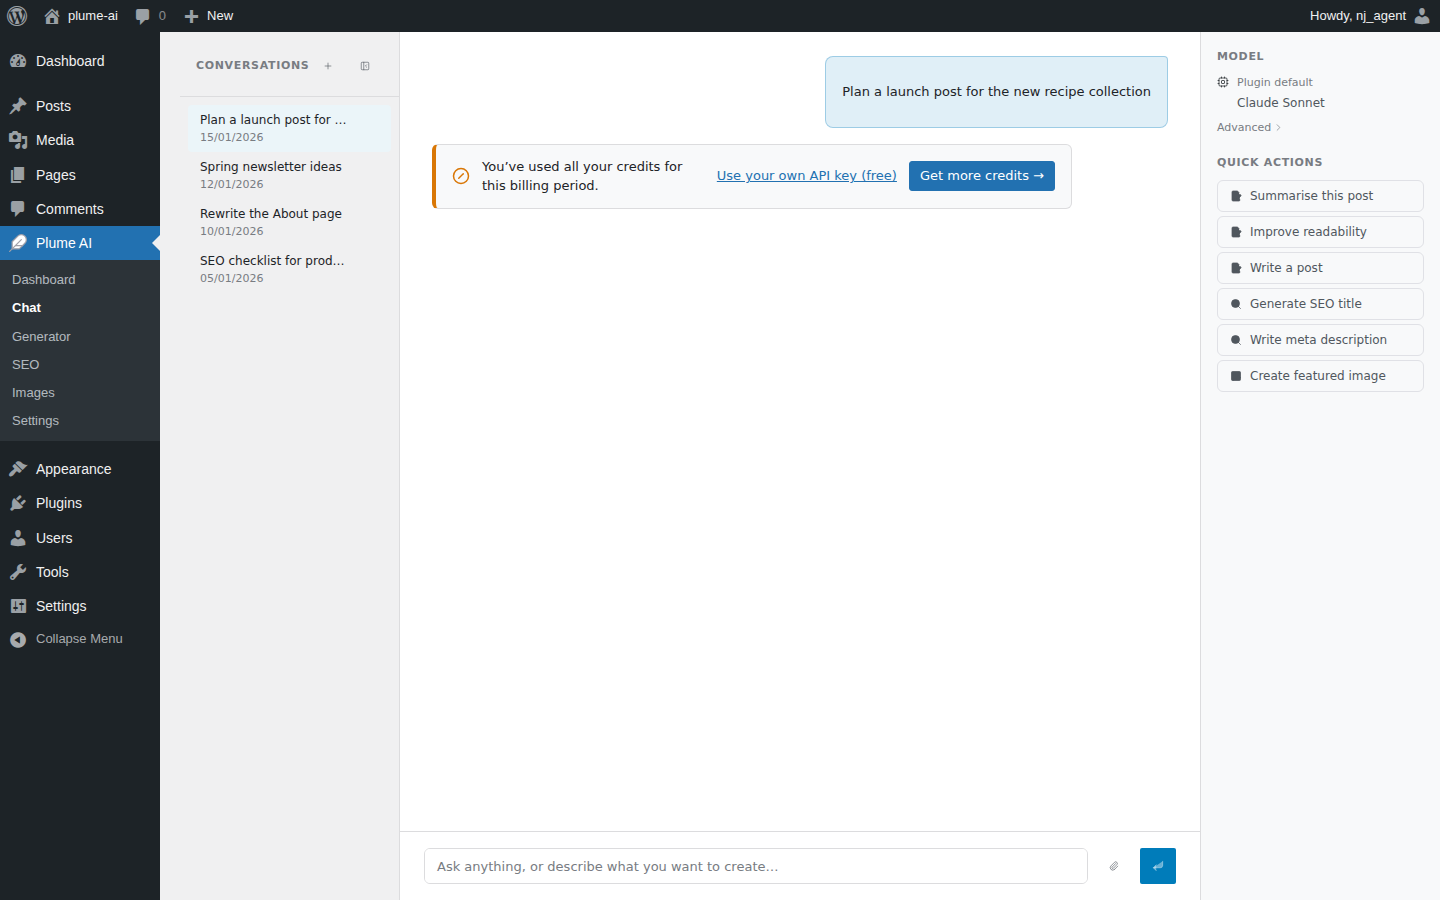 plume-ai
0
New
Howdy, nj_agent
Dashboard
Posts
Media
Pages
Comments
Plume AI
Dashboard
Chat
Generator
SEO
Images
Settings
Appearance
Plugins
Users
Tools
Settings
Collapse Menu
CONVERSATIONS
Plan a launch post for ...
15/01/2026
Spring newsletter ideas
12/01/2026
Rewrite the About page
10/01/2026
SEO checklist for prod...
05/01/2026
Plan a launch post for the new recipe collection
You've used all your credits for
this billing period.
Use your own API key (free)
Get more credits →
Ask anything, or describe what you want to create...
MODEL
Plugin default
Claude Sonnet
Advanced
QUICK ACTIONS
Summarise this post
Improve readability
Write a post
Generate SEO title
Write meta description
Create featured image